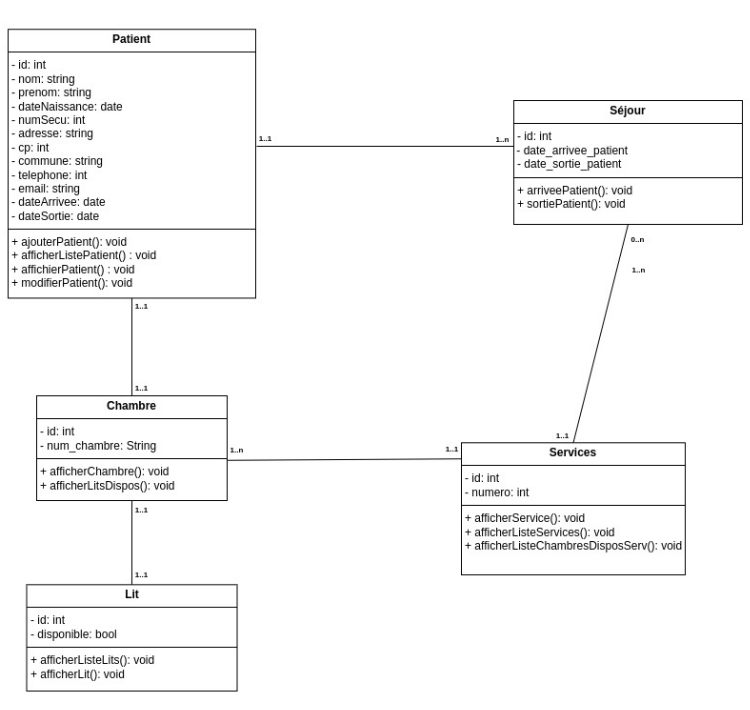 Patient
- id: int
- nom: string
- prenom: string
- dateNaissance: date
- numSecu: int
- adresse: string
- cp: int
- commune: string
- telephone: int
- email: string
- dateArrivee: date
- dateSortie: date
+ ajouterPatient(): void
+ afficherListePatient() : void
+ affichierPatient() : void
+ modifierPatient(): void
1..1
1..n
Séjour
- id: int
- date_arrivee_patient
- date_sortie_patient
+ arriveePatient(): void
+ sortiePatient(): void
0..n
1..n
1..1
1..1
1..1
Chambre
- id: int
- num_chambre: String
+ afficherChambre(): void
+ afficherLitsDispos(): void
1..n
1..1
Services
- id: int
- numero: int
+ afficherService(): void
+ afficherListeServices(): void
+ afficherListeChambresDisposServ(): void
1..1
1..1
Lit
- id: int
- disponible: bool
+ afficherListeLits(): void
+ afficherLit(): void